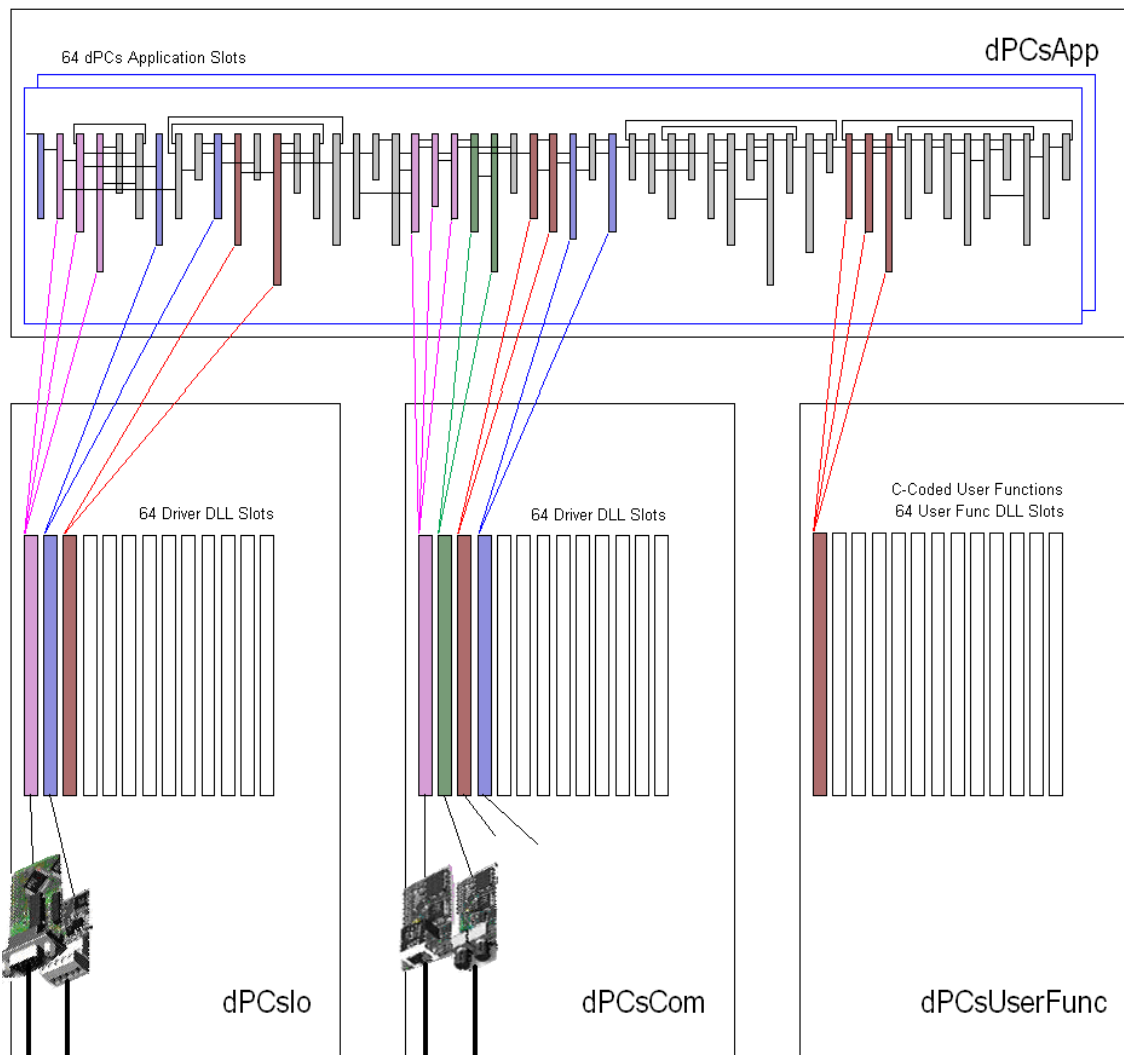 dPCsApp
64 dPCs Application Slots
64 Driver DLL Slots
64 Driver DLL Slots
C-Coded User Functions
64 User Func DLL Slots
dPCsIo
dPCsCom
dPCsUserFunc